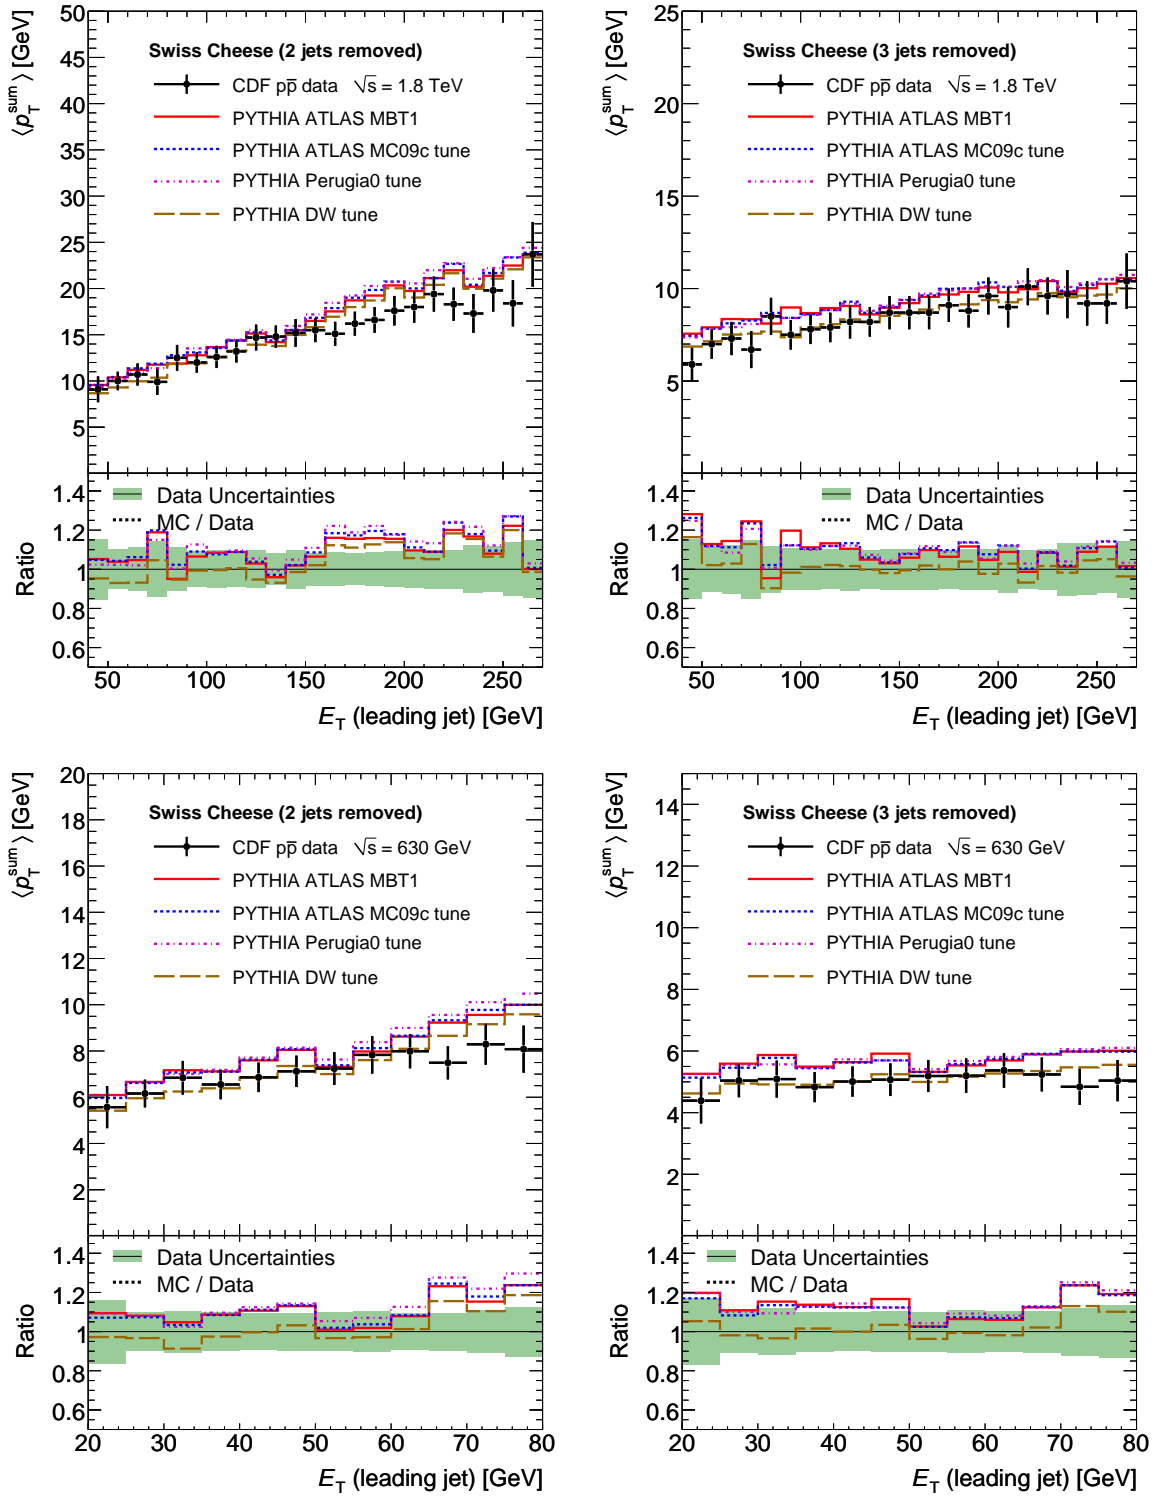 ⟨p_T^sum⟩ [GeV]
50
45
40
35
30
25
20
15
10
5
Swiss Cheese (2 jets removed)
CDF pp̄ data √s = 1.8 TeV
PYTHIA ATLAS MBT1
PYTHIA ATLAS MC09c tune
PYTHIA Perugia0 tune
PYTHIA DW tune
Ratio
1.4
1.2
1
0.8
0.6
Data Uncertainties
MC / Data
50 100 150 200 250
E_T (leading jet) [GeV]
⟨p_T^sum⟩ [GeV]
25
20
15
10
5
Swiss Cheese (3 jets removed)
CDF pp̄ data √s = 1.8 TeV
PYTHIA ATLAS MBT1
PYTHIA ATLAS MC09c tune
PYTHIA Perugia0 tune
PYTHIA DW tune
Ratio
1.4
1.2
1
0.8
0.6
Data Uncertainties
MC / Data
50 100 150 200 250
E_T (leading jet) [GeV]
⟨p_T^sum⟩ [GeV]
20
18
16
14
12
10
8
6
4
2
Swiss Cheese (2 jets removed)
CDF pp̄ data √s = 630 GeV
PYTHIA ATLAS MBT1
PYTHIA ATLAS MC09c tune
PYTHIA Perugia0 tune
PYTHIA DW tune
Ratio
1.4
1.2
1
0.8
0.6
Data Uncertainties
MC / Data
20 30 40 50 60 70 80
E_T (leading jet) [GeV]
⟨p_T^sum⟩ [GeV]
14
12
10
8
6
4
2
Swiss Cheese (3 jets removed)
CDF pp̄ data √s = 630 GeV
PYTHIA ATLAS MBT1
PYTHIA ATLAS MC09c tune
PYTHIA Perugia0 tune
PYTHIA DW tune
Ratio
1.4
1.2
1
0.8
0.6
Data Uncertainties
MC / Data
20 30 40 50 60 70 80
E_T (leading jet) [GeV]